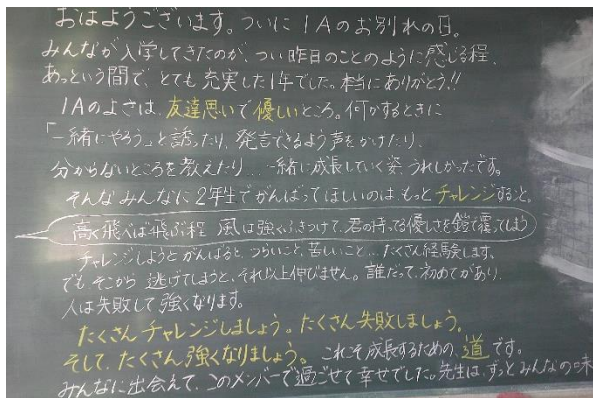 おはようございます。ついに1Aのお別れの日。
みんなが入学してきたのが、つい昨日のことのように感じる程、
あっという間で、とても充実した1年でした。本当にありがとう!!
1Aのよさは、友達思いで優しいところ。何かするときに
「一緒にやろう」と誘ったり、発言できるよう声をかけたり、
分からないところを教えたり…一緒に成長していく姿、うれしかったです。
そんなみんなに2年生でがんばってほしいのは、もっとチャレンジすること。
高く飛べば飛ぶ程 風は強くふきつけて、君の持ってる優しさを鎧で覆ってしまう
チャレンジしようとがんばると、つらいこと、苦しいこと…たくさん経験します。
でもそこから逃げてしまうと、それ以上伸びません。誰だって、初めてがあり、
人は失敗して強くなります。
たくさんチャレンジしましょう。たくさん失敗しましょう。
そして、たくさん強くなりましょう。これこそ成長するための、道です。
みんなに出会えて、このメンバーで過ごせて幸せでした。先生は、ずっとみんなの味